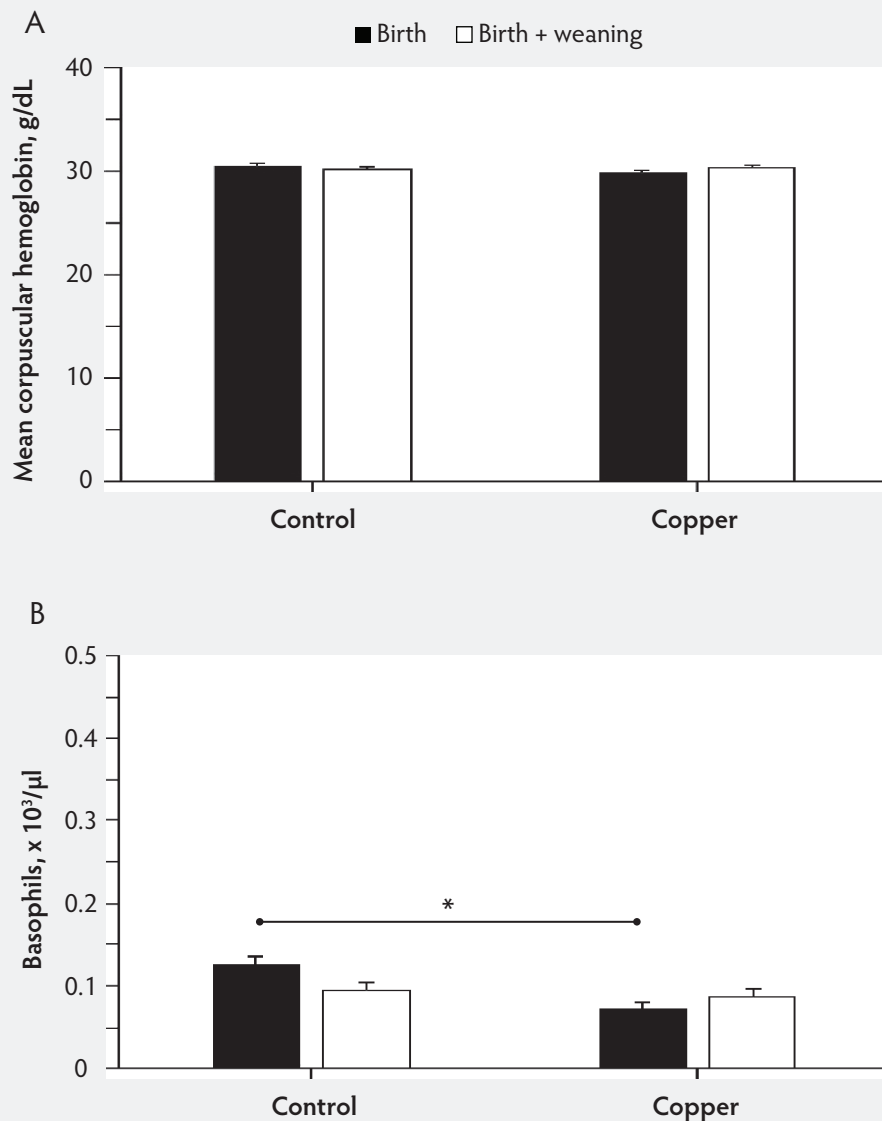 A
Birth Birth + weaning
Mean corpuscular hemoglobin, g/dL
40
30
20
10
0
Control Copper
B
Basophils, x 10³/µl
0.5
0.4
0.3
0.2
0.1
0
*
Control Copper